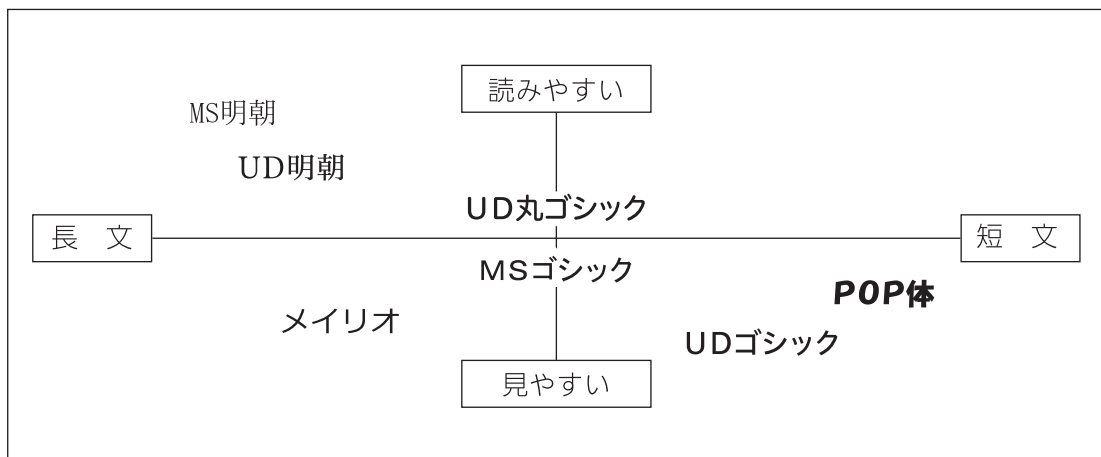 読みやすい
MS明朝
UD明朝
UD丸ゴシック
長　文
短　文
MSゴシック
POP体
メイリオ
UDゴシック
見やすい